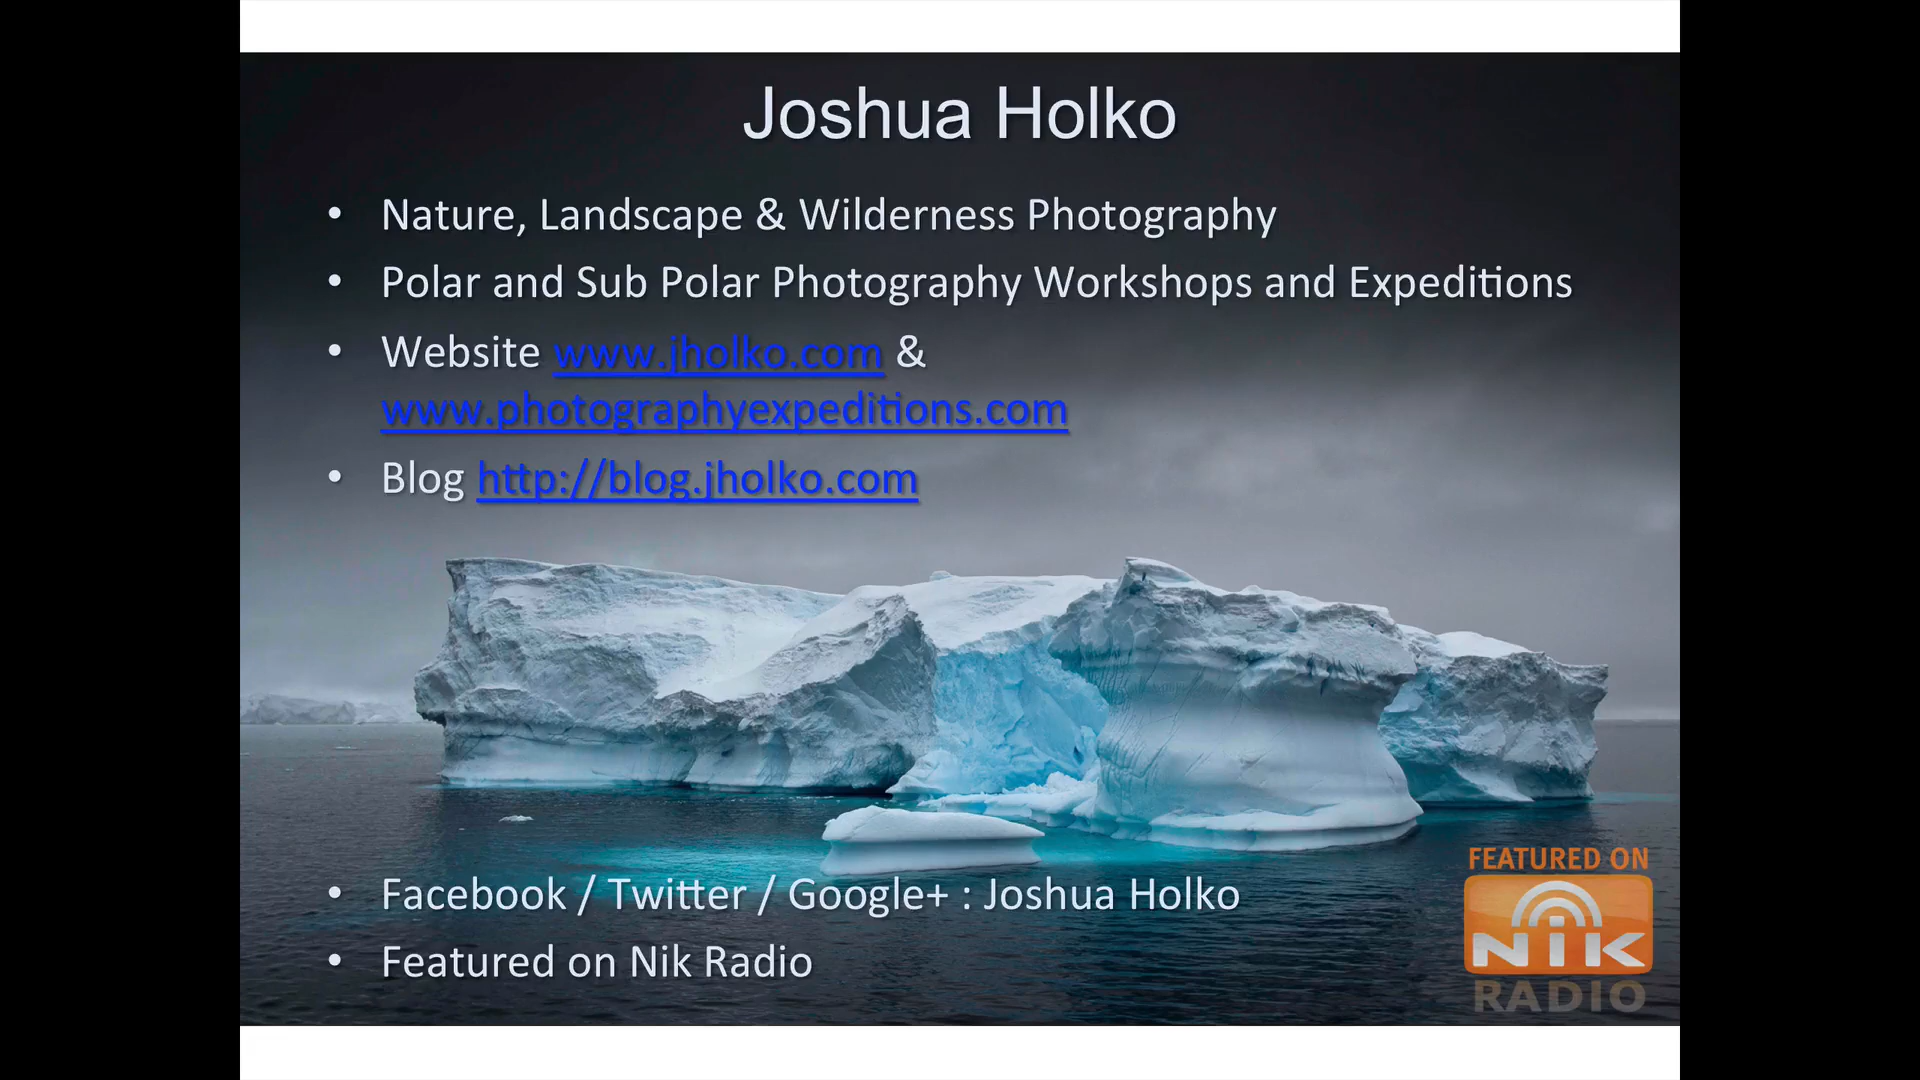 Joshua Holko
• Nature, Landscape & Wilderness Photography
• Polar and Sub Polar Photography Workshops and Expeditions
• Website www.jholko.com &
www.photographyexpeditions.com
• Blog http://blog.jholko.com
• Facebook / Twitter / Google+ : Joshua Holko
• Featured on Nik Radio
FEATURED ON
NiK
RADIO